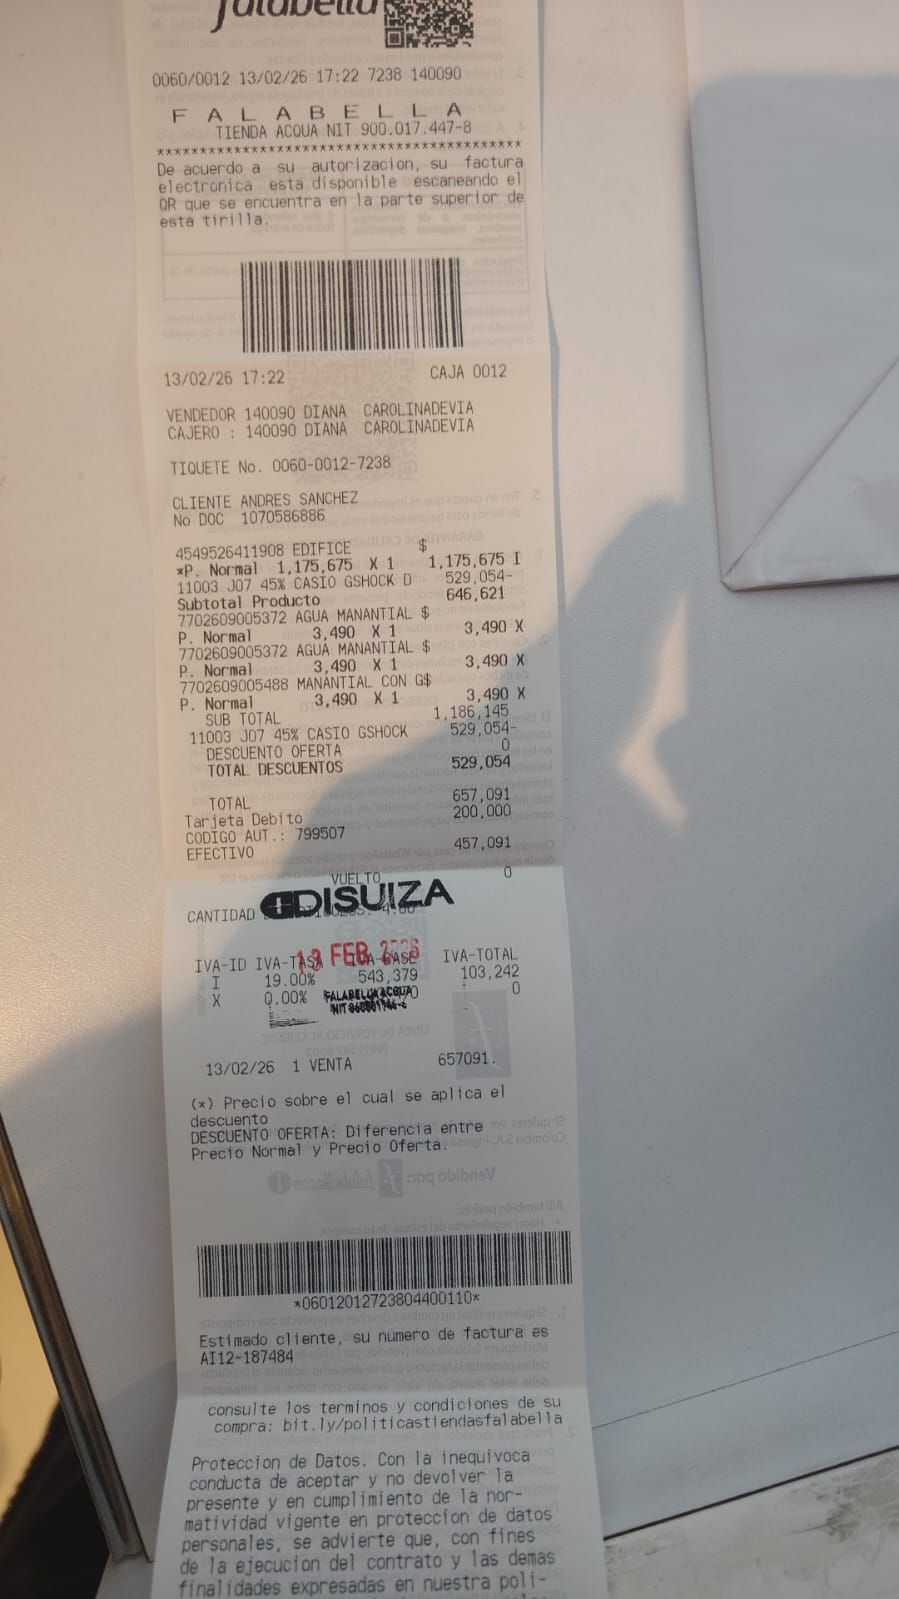 falabella
0060/0012 13/02/26 17:22 7238 140090
F A L A B E L L A
TIENDA ACQUA NIT 900.017.447-8
******************************************
De acuerdo a su autorizacion, su factura
electronica esta disponible escaneando el
QR que se encuentra en la parte superior de
esta tirilla.
13/02/26 17:22 CAJA 0012
VENDEDOR 140090 DIANA CAROLINADEVIA
CAJERO : 140090 DIANA CAROLINADEVIA
TIQUETE No. 0060-0012-7238
CLIENTE ANDRES SANCHEZ
No DOC 1070586886
4549526411908 EDIFICE $
*P. Normal 1,175,675 X 1 1,175,675 I
11003 J07 45% CASIO GSHOCK D 529,054-
Subtotal Producto 646,621
7702609005372 AGUA MANANTIAL $
P. Normal 3,490 X 1 3,490 X
7702609005372 AGUA MANANTIAL $
P. Normal 3,490 X 1 3,490 X
7702609005488 MANANTIAL CON G$
P. Normal 3,490 X 1 3,490 X
SUB TOTAL 1,186,145
11003 J07 45% CASIO GSHOCK 529,054-
DESCUENTO OFERTA 0
TOTAL DESCUENTOS 529,054
TOTAL 657,091
Tarjeta Debito 200,000
CODIGO AUT.: 799507
EFECTIVO 457,091
VUELTO 0
DISUIZA
CANTIDAD
13 FEB
IVA-ID IVA-TASA IVA-BASE IVA-TOTAL
I 19.00% 543,379 103,242
X 0.00% 0
FALABELLA ACQUA
13/02/26 1 VENTA 657091.
(*) Precio sobre el cual se aplica el
descuento
DESCUENTO OFERTA: Diferencia entre
Precio Normal y Precio Oferta.
*06012012723804400110*
Estimado cliente, su numero de factura es
AI12-187484
consulte los terminos y condiciones de su
compra: bit.ly/politicastiendasfalabella
Proteccion de Datos. Con la inequivoca
conducta de aceptar y no devolver la
presente y en cumplimiento de la nor-
matividad vigente en proteccion de datos
personales, se advierte que, con fines
de la ejecucion del contrato y las demas
finalidades expresadas en nuestra poli-